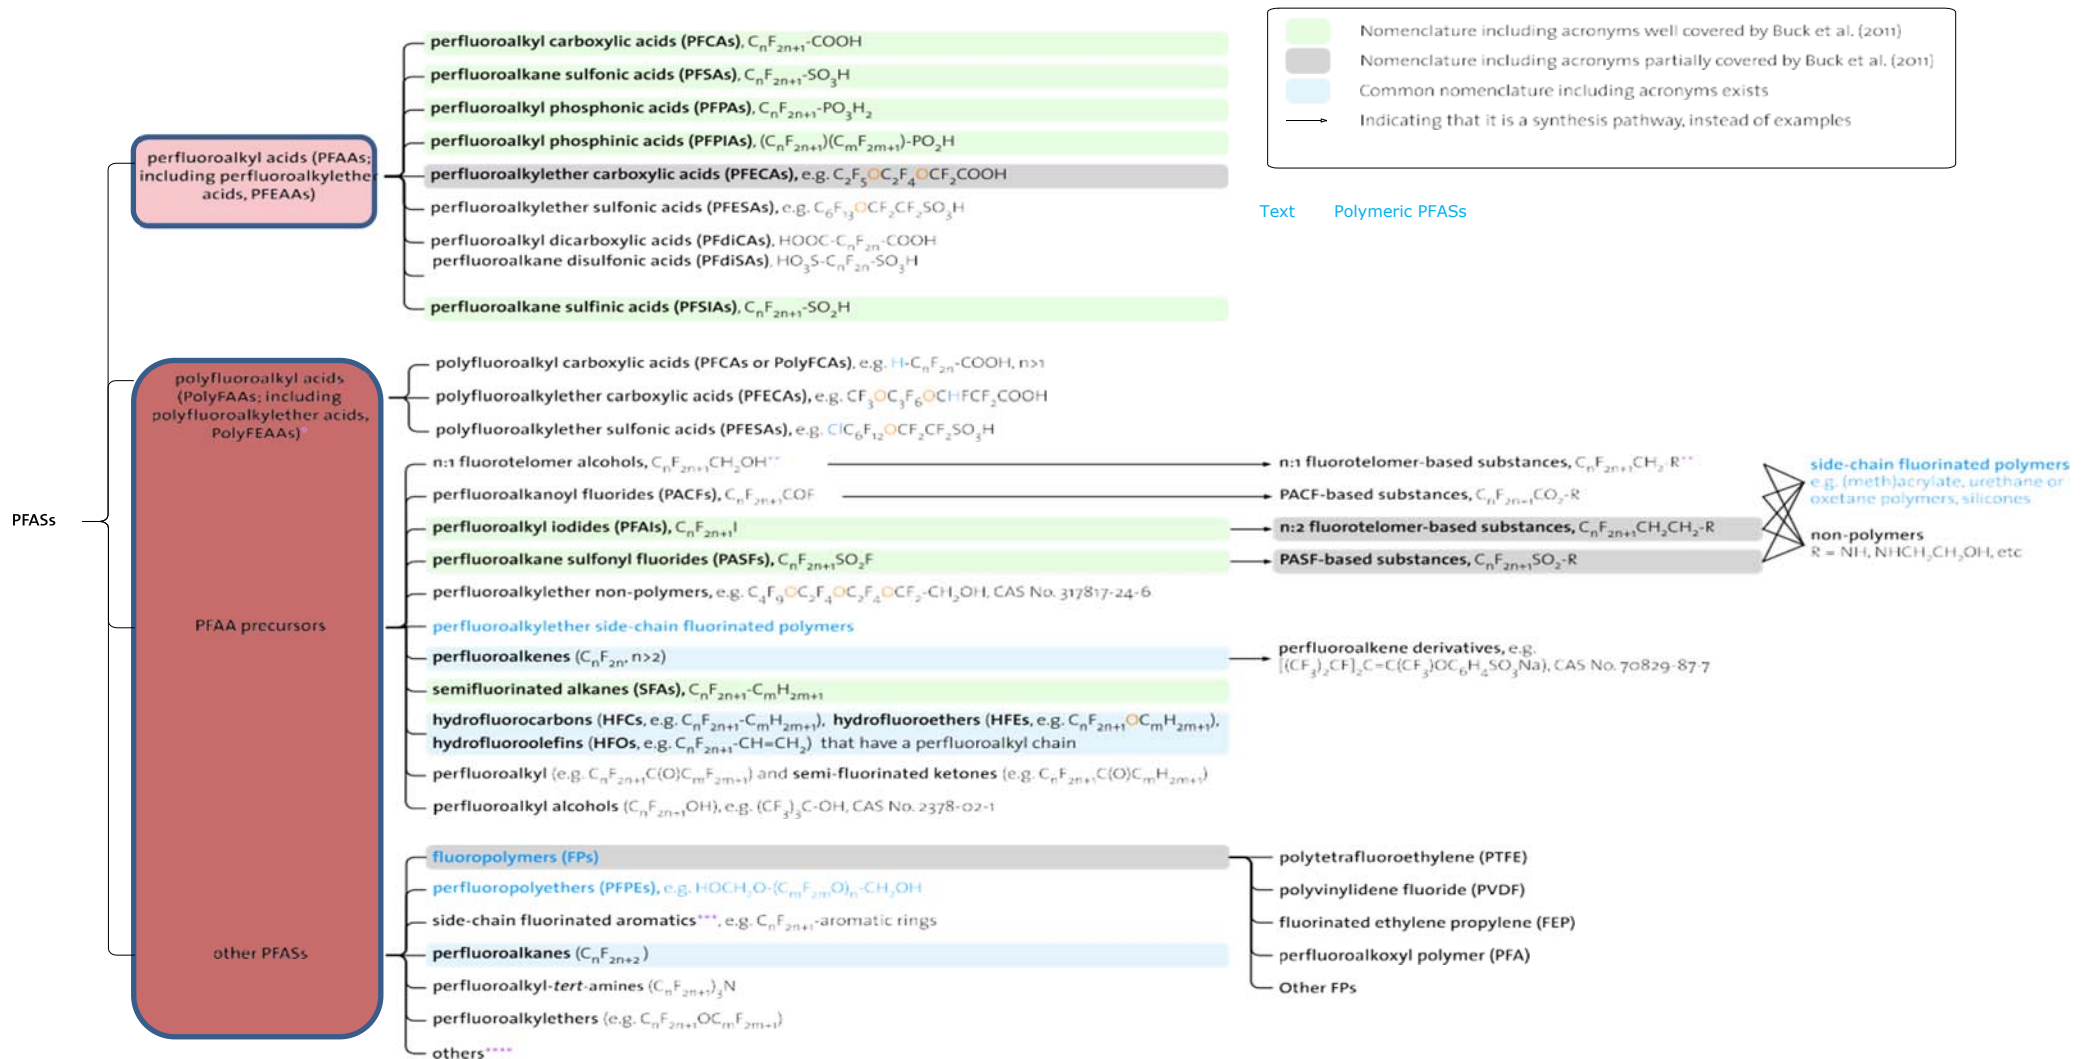 Nomenclature including acronyms well covered by Buck et al. (2011)
Nomenclature including acronyms partially covered by Buck et al. (2011)
Common nomenclature including acronyms exists
Indicating that it is a synthesis pathway, instead of examples
Text Polymeric PFASs
PFASs
perfluoroalkyl acids (PFAAs;
including perfluoroalkylether
acids, PFEAAs)
perfluoroalkyl carboxylic acids (PFCAs), CnF2n+1-COOH
perfluoroalkane sulfonic acids (PFSAs), CnF2n+1-SO3H
perfluoroalkyl phosphonic acids (PFPAs), CnF2n+1-PO3H2
perfluoroalkyl phosphinic acids (PFPIAs), (CnF2n+1)(CmF2m+1)-PO2H
perfluoroalkylether carboxylic acids (PFECAs), e.g. C2F5OC2F4OCF2COOH
perfluoroalkylether sulfonic acids (PFESAs), e.g. C6F13OCF2CF2SO3H
perfluoroalkyl dicarboxylic acids (PFdiCAs), HOOC-CnF2n-COOH
perfluoroalkane disulfonic acids (PFdiSAs), HO3S-CnF2n-SO3H
perfluoroalkane sulfinic acids (PFSIAs), CnF2n+1-SO2H
polyfluoroalkyl acids
(PolyFAAs; including
polyfluoroalkylether acids,
PolyFEAAs)*
polyfluoroalkyl carboxylic acids (PFCAs or PolyFCAs), e.g. H-CnF2n-COOH, n>1
polyfluoroalkylether carboxylic acids (PFECAs), e.g. CF3OC3F6OCHFCF2COOH
polyfluoroalkylether sulfonic acids (PFESAs), e.g. ClC6F12OCF2CF2SO3H
PFAA precursors
n:1 fluorotelomer alcohols, CnF2n+1CH2OH**
n:1 fluorotelomer-based substances, CnF2n+1CH2-R**
perfluoroalkanoyl fluorides (PACFs), CnF2n+1COF
PACF-based substances, CnF2n+1CO2-R
perfluoroalkyl iodides (PFAIs), CnF2n+1I
n:2 fluorotelomer-based substances, CnF2n+1CH2CH2-R
perfluoroalkane sulfonyl fluorides (PASFs), CnF2n+1SO2F
PASF-based substances, CnF2n+1SO2-R
side-chain fluorinated polymers
e.g. (meth)acrylate, urethane or
oxetane polymers, silicones
non-polymers
R = NH, NHCH2CH2OH, etc
perfluoroalkylether non-polymers, e.g. C4F9OC2F4OC2F4OCF2-CH2OH, CAS No. 317817-24-6
perfluoroalkylether side-chain fluorinated polymers
perfluoroalkenes (CnF2n, n>2)
perfluoroalkene derivatives, e.g.
[(CF3)2CF]2C=C(CF3)OC6H4SO3Na), CAS No. 70829-87-7
semifluorinated alkanes (SFAs), CnF2n+1-CmH2m+1
hydrofluorocarbons (HFCs, e.g. CnF2n+1-CmH2m+1), hydrofluoroethers (HFEs, e.g. CnF2n+1OCmH2m+1),
hydrofluoroolefins (HFOs, e.g. CnF2n+1-CH=CH2) that have a perfluoroalkyl chain
perfluoroalkyl (e.g. CnF2n+1C(O)CmF2m+1) and semi-fluorinated ketones (e.g. CnF2n+1C(O)CmH2m+1)
perfluoroalkyl alcohols (CnF2n+1OH), e.g. (CF3)3C-OH, CAS No. 2378-02-1
other PFASs
fluoropolymers (FPs)
perfluoropolyethers (PFPEs), e.g. HOCH2O-(CmF2mO)n-CH2OH
side-chain fluorinated aromatics***, e.g. CnF2n+1-aromatic rings
perfluoroalkanes (CnF2n+2)
perfluoroalkyl-tert-amines (CnF2n+1)3N
perfluoroalkylethers (e.g. CnF2n+1OCmF2m+1)
others****
polytetrafluoroethylene (PTFE)
polyvinylidene fluoride (PVDF)
fluorinated ethylene propylene (FEP)
perfluoroalkoxyl polymer (PFA)
Other FPs